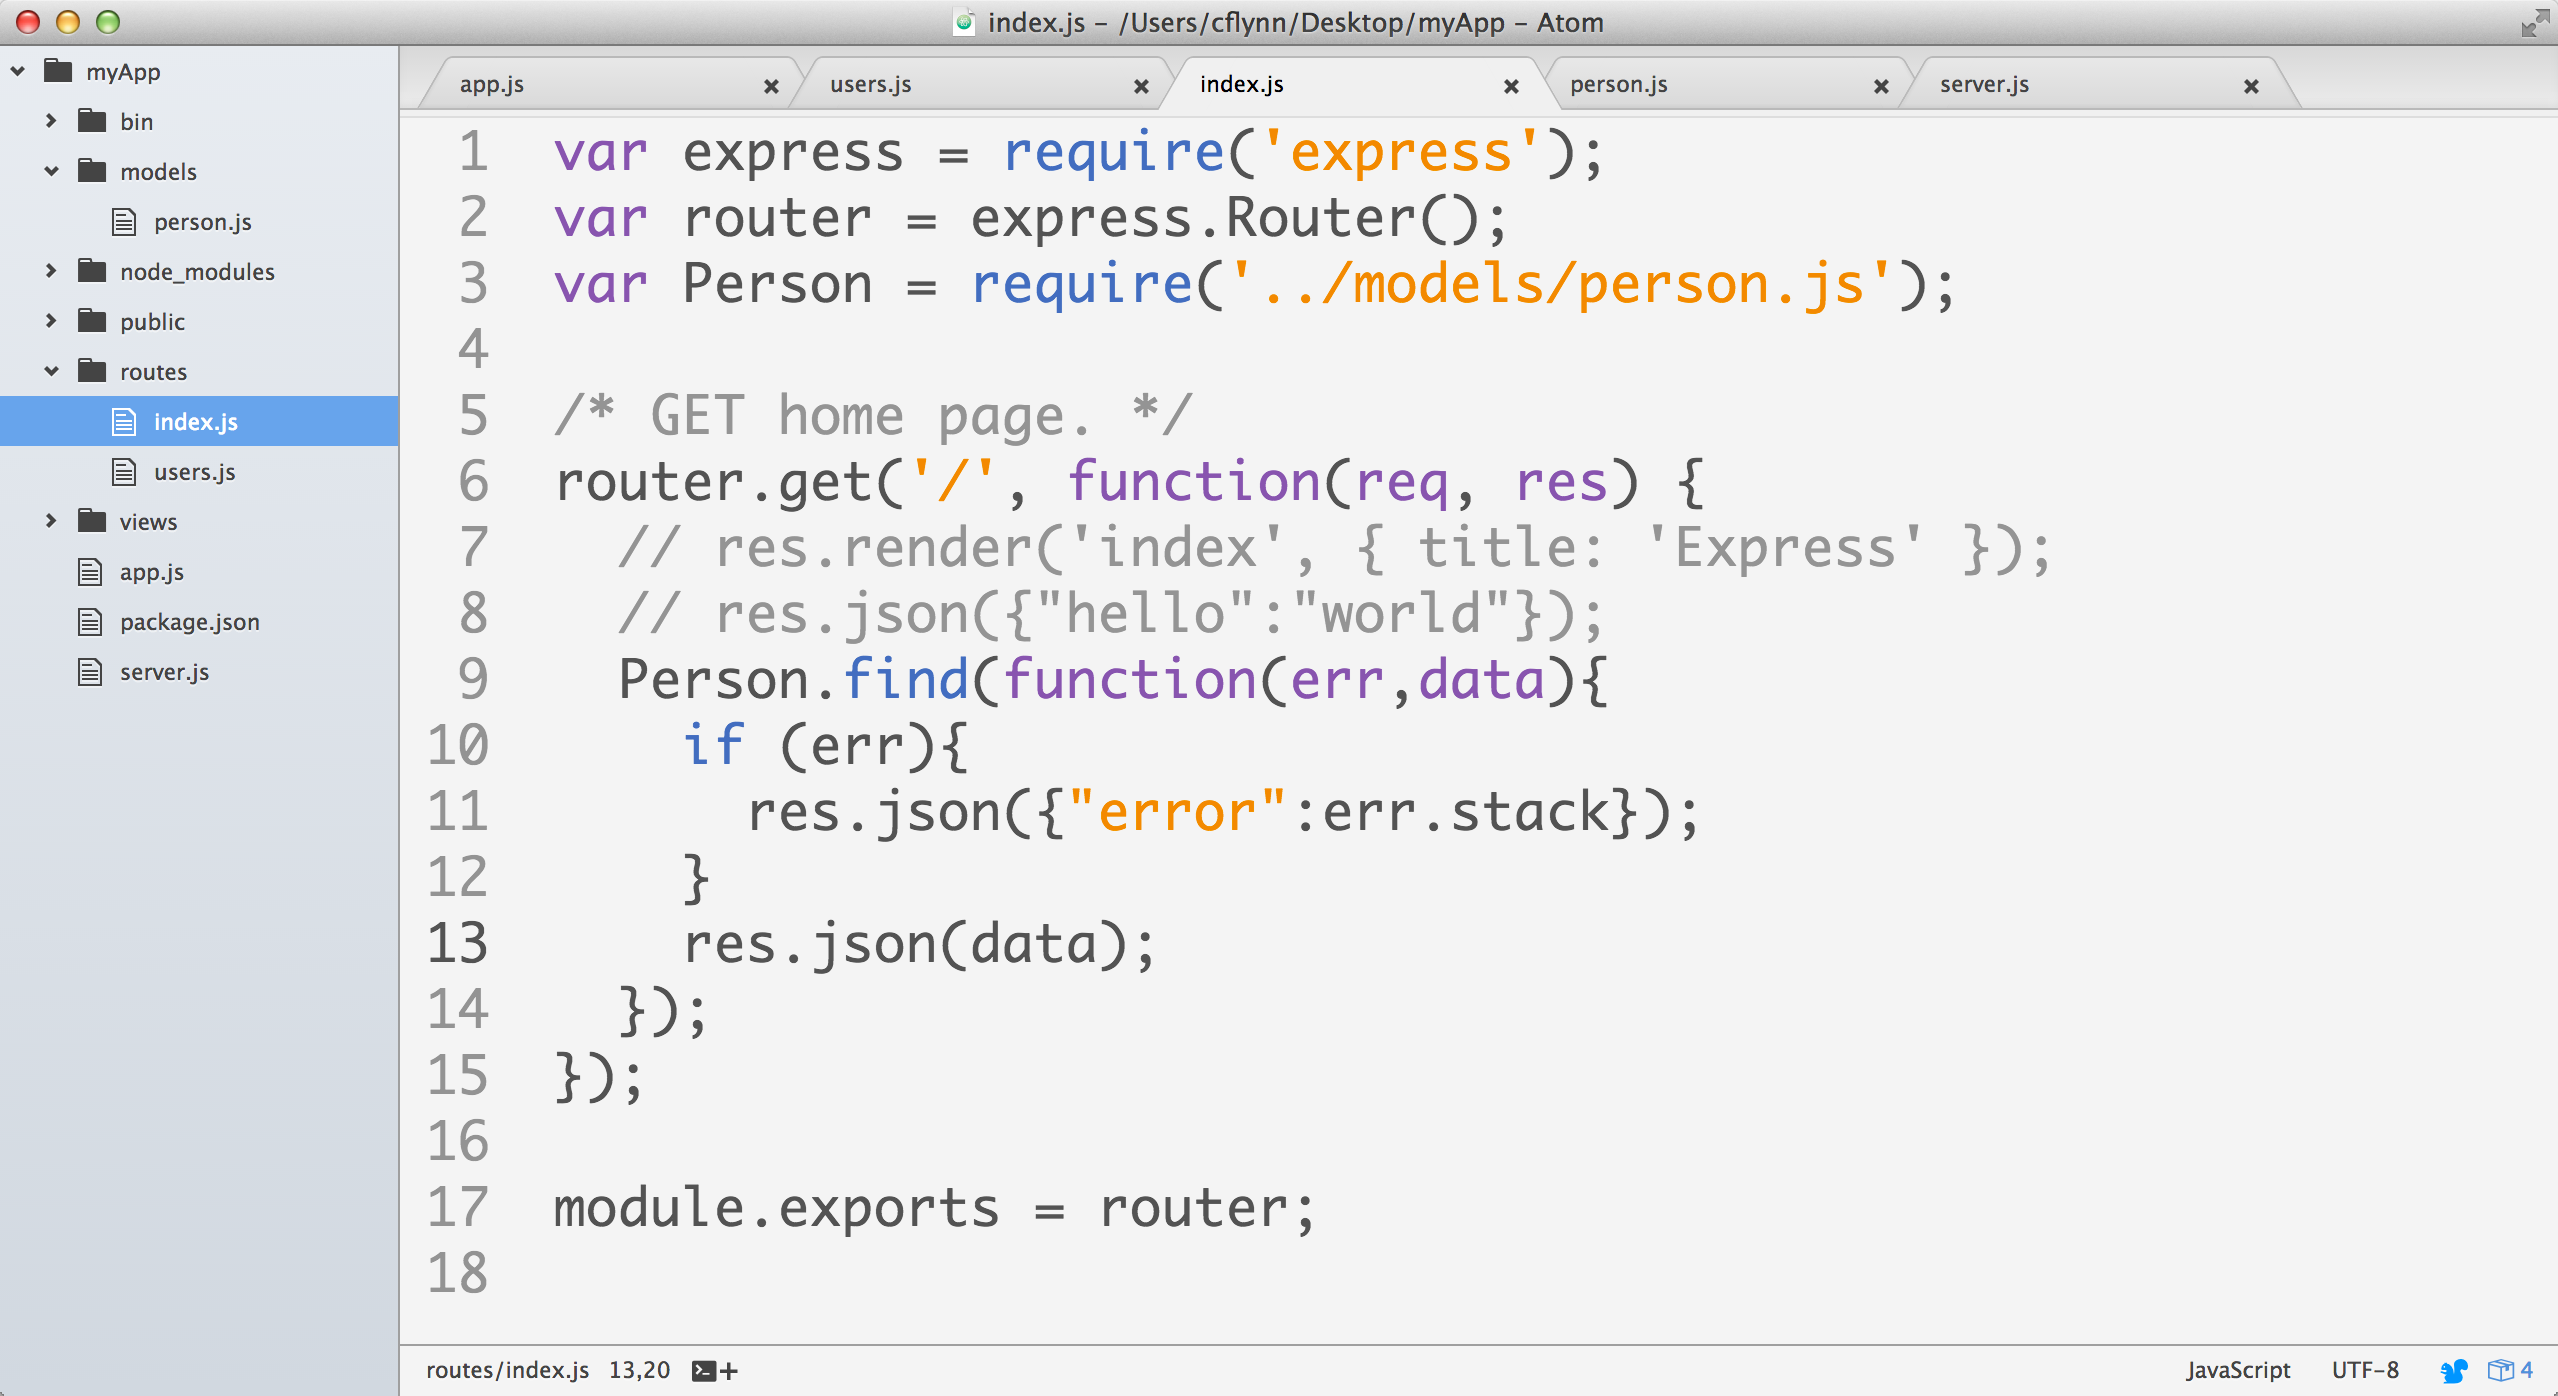 index.js – /Users/cflynn/Desktop/myApp – Atom
myApp
bin
models
person.js
node_modules
public
routes
index.js
users.js
views
app.js
package.json
server.js
app.js users.js index.js person.js server.js
1 var express = require('express');
2 var router = express.Router();
3 var Person = require('../models/person.js');
4
5 /* GET home page. */
6 router.get('/', function(req, res) {
7   // res.render('index', { title: 'Express' });
8   // res.json({"hello":"world"});
9   Person.find(function(err,data){
10     if (err){
11       res.json({"error":err.stack});
12     }
13     res.json(data);
14   });
15 });
16
17 module.exports = router;
18
routes/index.js 13,20 JavaScript UTF-8 4